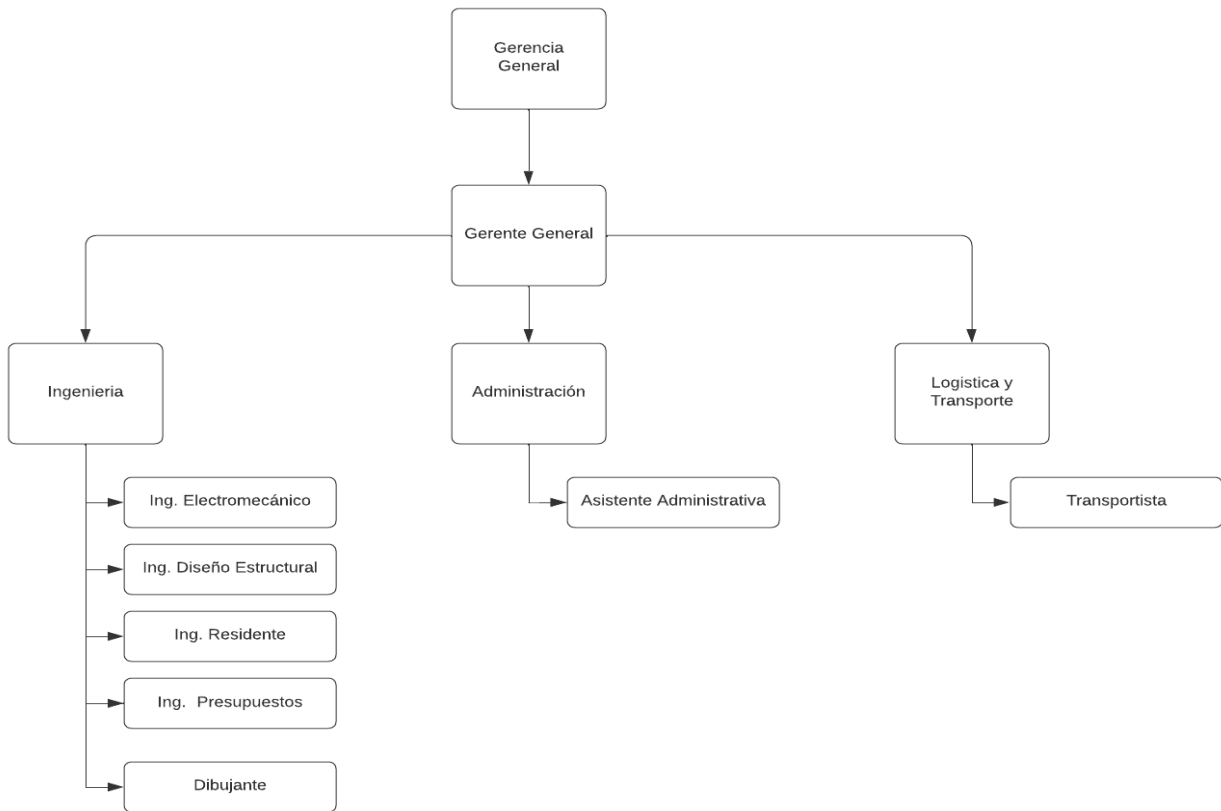 Gerencia
General
Gerente General
Ingenieria
Administración
Logistica y
Transporte
Ing. Electromecánico
Asistente Administrativa
Transportista
Ing. Diseño Estructural
Ing. Residente
Ing.  Presupuestos
Dibujante